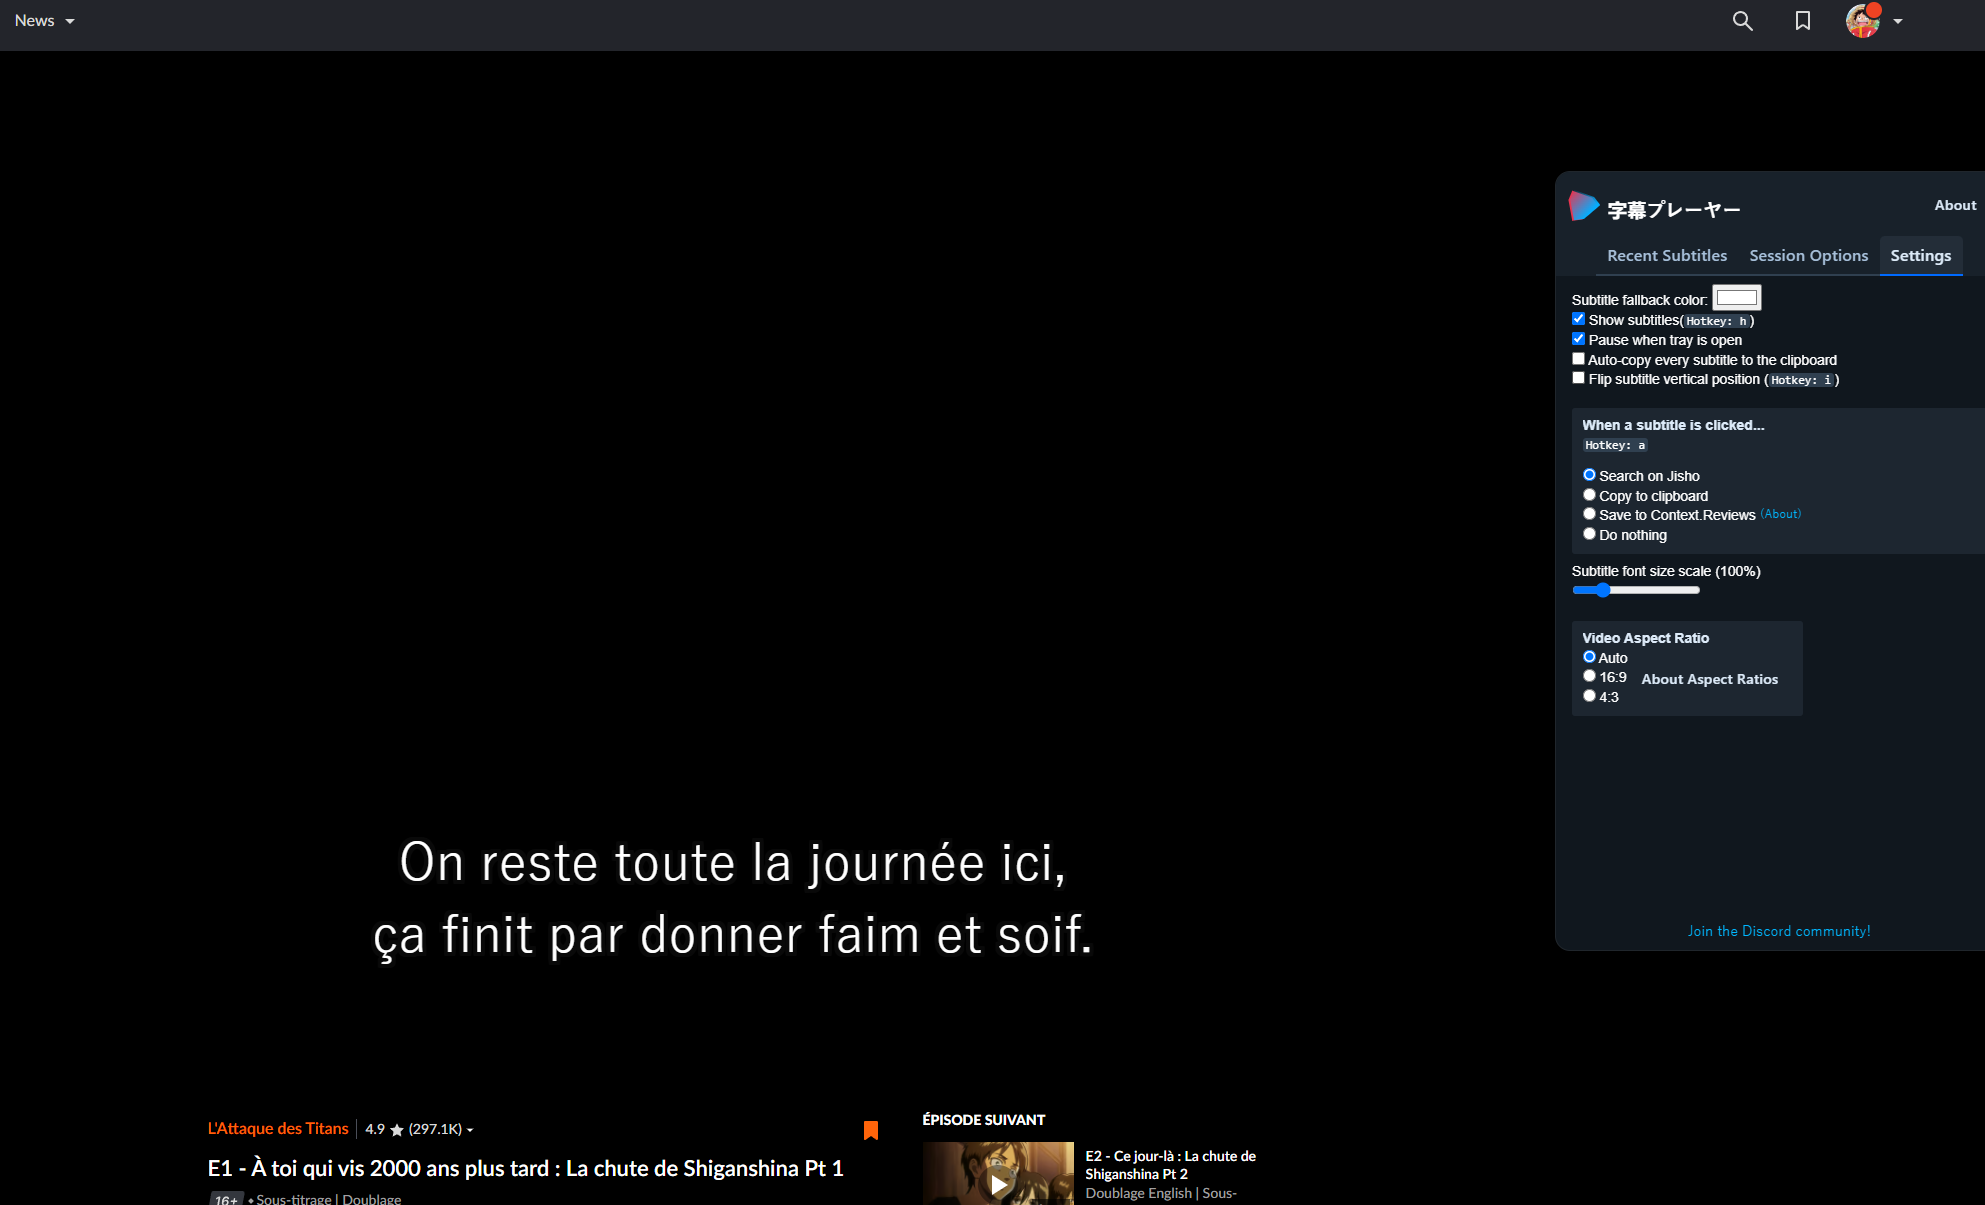 News
字幕プレーヤー
About
Recent Subtitles Session Options Settings
Subtitle fallback color:
Show subtitles(Hotkey: h)
Pause when tray is open
Auto-copy every subtitle to the clipboard
Flip subtitle vertical position (Hotkey: i)
When a subtitle is clicked...
Hotkey: a
Search on Jisho
Copy to clipboard
Save to Context.Reviews (About)
Do nothing
Subtitle font size scale (100%)
Video Aspect Ratio
Auto
16:9 About Aspect Ratios
4:3
Join the Discord community!
On reste toute la journée ici,
ça finit par donner faim et soif.
L'Attaque des Titans 4.9 ★ (297.1K)
E1 - À toi qui vis 2000 ans plus tard : La chute de Shiganshina Pt 1
16+ ⬥ Sous-titrage | Doublage
ÉPISODE SUIVANT
E2 - Ce jour-là : La chute de
Shiganshina Pt 2
Doublage English | Sous-